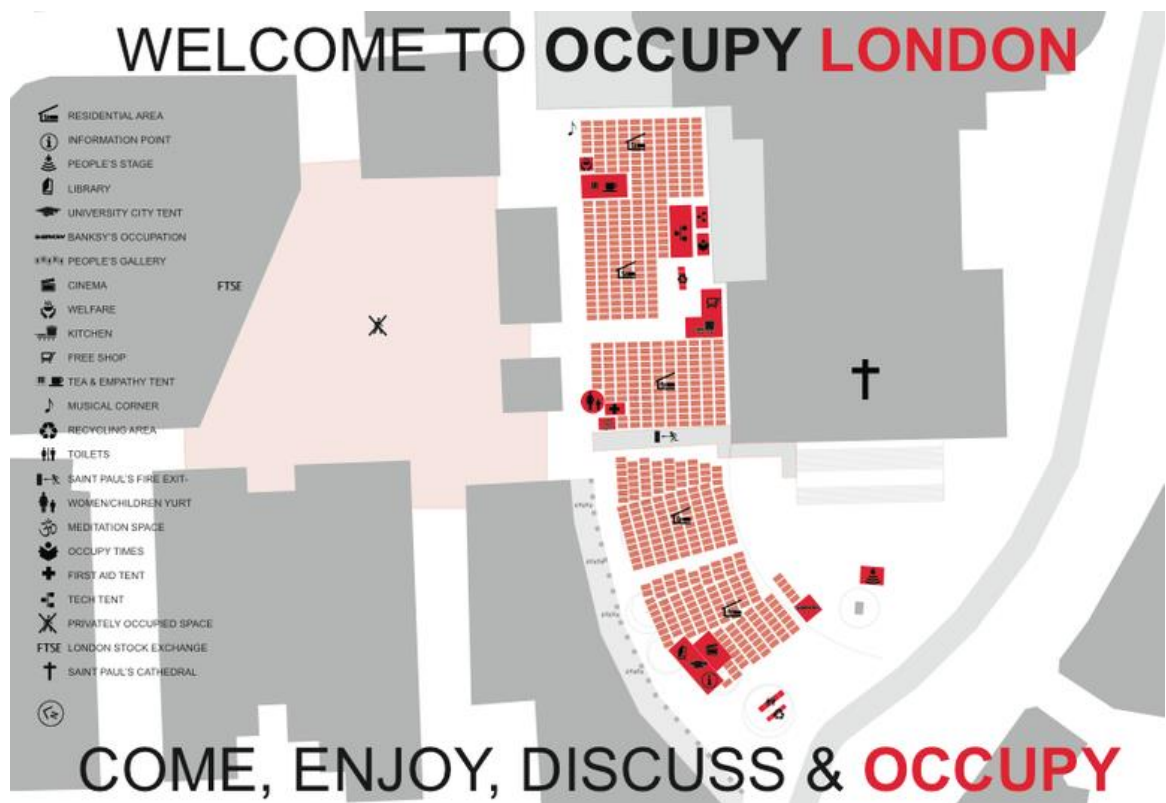 WELCOME TO OCCUPY LONDON
RESIDENTIAL AREA
INFORMATION POINT
PEOPLE'S STAGE
LIBRARY
UNIVERSITY CITY TENT
BANKSY'S OCCUPATION
PEOPLE'S GALLERY
CINEMA
FTSE
WELFARE
KITCHEN
FREE SHOP
TEA & EMPATHY TENT
MUSICAL CORNER
RECYCLING AREA
TOILETS
SAINT PAUL'S FIRE EXIT-
WOMEN/CHILDREN YURT
MEDITATION SPACE
OCCUPY TIMES
FIRST AID TENT
TECH TENT
PRIVATELY OCCUPIED SPACE
FTSE LONDON STOCK EXCHANGE
SAINT PAUL'S CATHEDRAL
COME, ENJOY, DISCUSS & OCCUPY